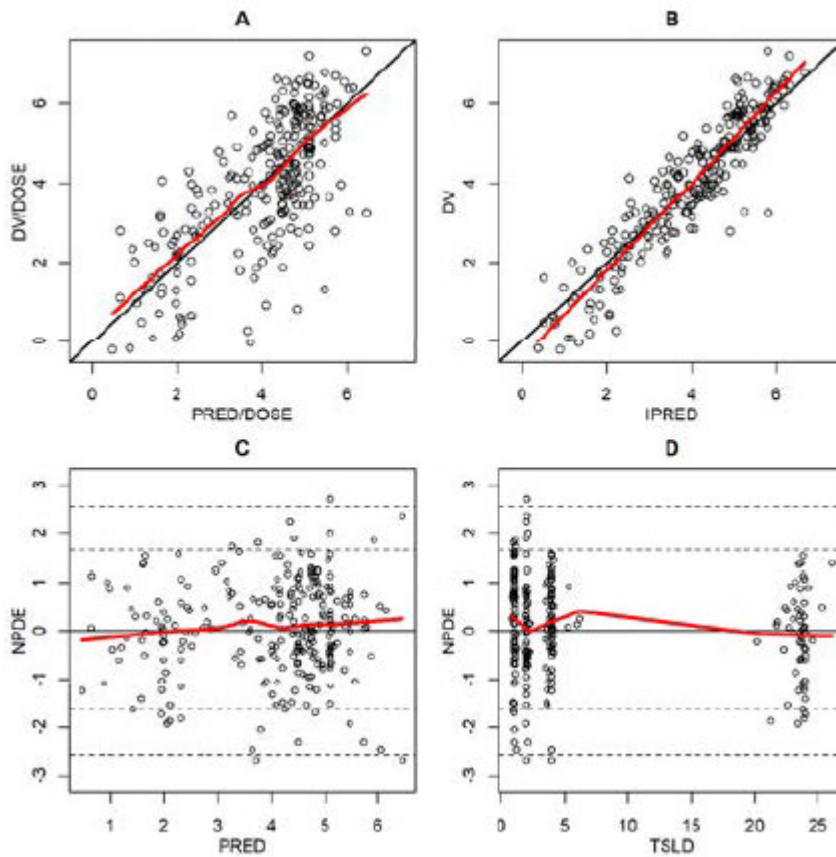 A
DV/DOSE
0 2 4 6
0 2 4 6
PRED/DOSE
B
DV
0 2 4 6
0 2 4 6
IPRED
C
NPDE
-3 -2 -1 0 1 2 3
1 2 3 4 5 6
PRED
D
NPDE
-3 -2 -1 0 1 2 3
0 5 10 15 20 25
TSLD